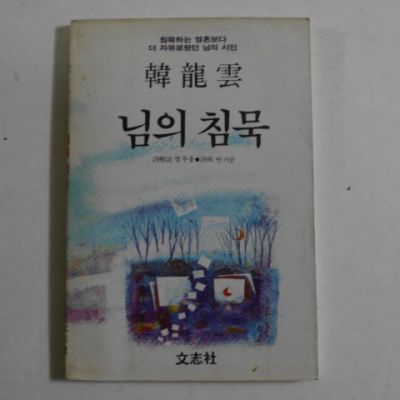 침묵하는 영혼보다
더 자유로웠던 님의 시인
韓龍雲
님의 침묵
文志社